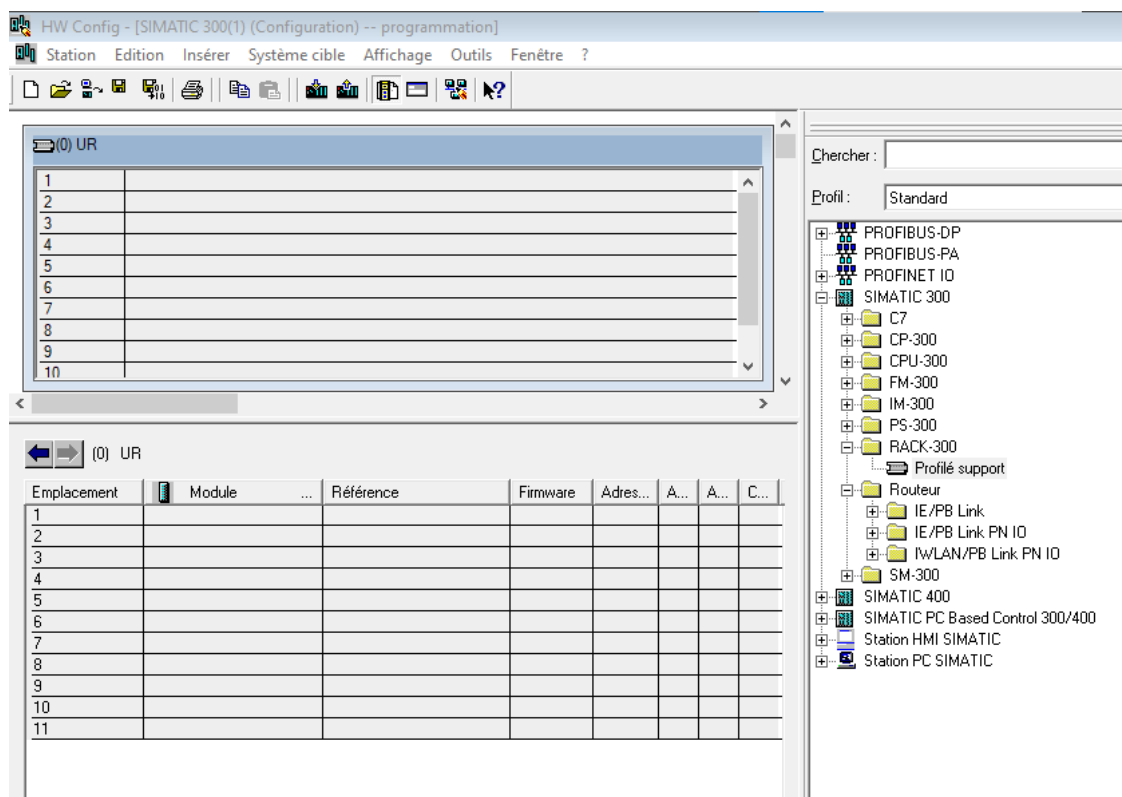 HW Config - [SIMATIC 300(1) (Configuration) -- programmation]
Station Edition Insérer Système cible Affichage Outils Fenêtre ?
(0) UR
1
2
3
4
5
6
7
8
9
10
(0) UR
Emplacement Module ... Référence Firmware Adres... A... A... C...
1
2
3
4
5
6
7
8
9
10
11
Chercher :
Profil : Standard
PROFIBUS-DP
PROFIBUS-PA
PROFINET IO
SIMATIC 300
C7
CP-300
CPU-300
FM-300
IM-300
PS-300
RACK-300
Profilé support
Routeur
IE/PB Link
IE/PB Link PN IO
IWLAN/PB Link PN IO
SM-300
SIMATIC 400
SIMATIC PC Based Control 300/400
Station HMI SIMATIC
Station PC SIMATIC